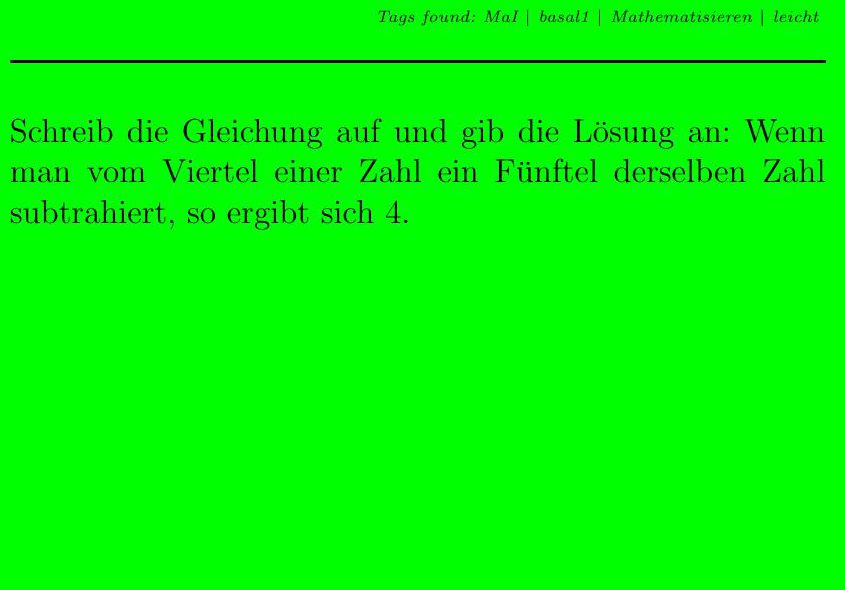 Tags found: MaI | basal1 | Mathematisieren | leicht
Schreib die Gleichung auf und gib die Lösung an: Wenn
man vom Viertel einer Zahl ein Fünftel derselben Zahl
subtrahiert, so ergibt sich 4.